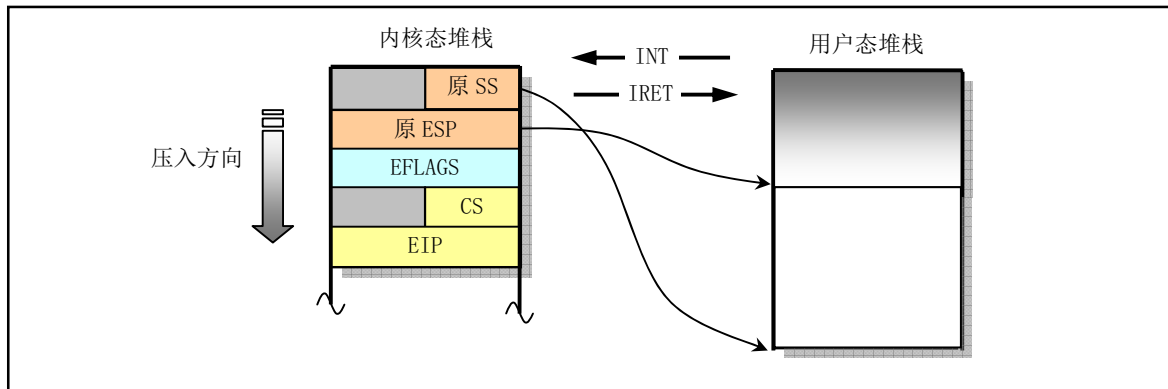 内核态堆栈
INT
用户态堆栈
IRET
原 SS
原 ESP
压入方向
EFLAGS
CS
EIP